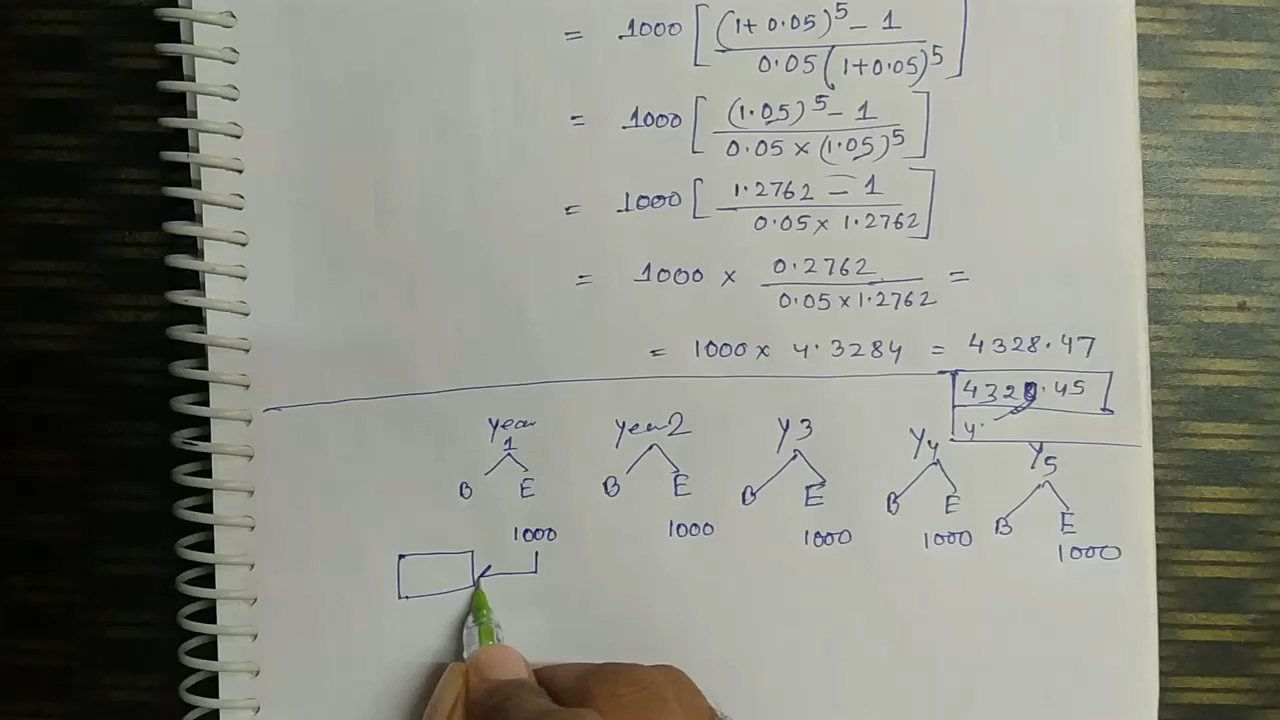 = 1000 [ (1+0.05)^5 - 1 / 0.05(1+0.05)^5 ]
= 1000 [ (1.05)^5 - 1 / 0.05 × (1.05)^5 ]
= 1000 [ 1.2762 - 1 / 0.05 × 1.2762 ]
= 1000 × 0.2762 / 0.05 × 1.2762 =
= 1000 × 4.3284 = 4328.47
4328.45
4.
year 1 year 2 Y3 Y4 Y5
B E B E B E B E B E
1000 1000 1000 1000 1000